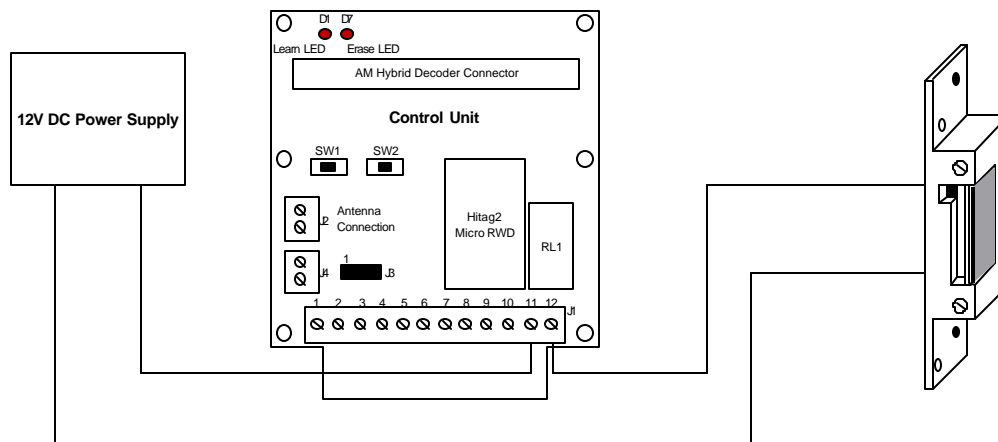 D1 D7
Learn LED Erase LED
AM Hybrid Decoder Connector
12V DC Power Supply
Control Unit
SW1 SW2
J2 Antenna
Connection
Hitag2
Micro RWD
RL1
J4 1 J3
1 2 3 4 5 6 7 8 9 10 11 12
J1